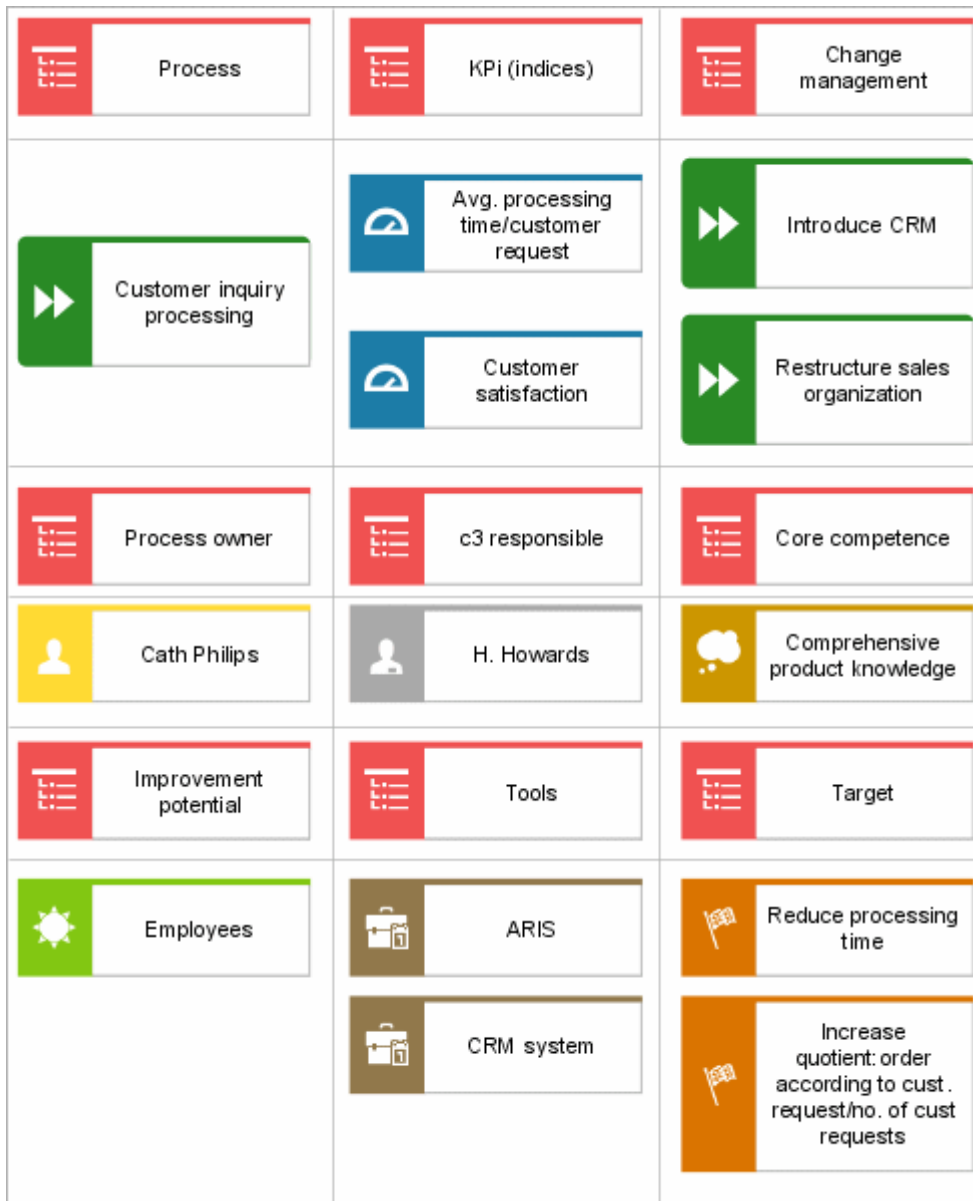 Process
KPi (indices)
Change
management
Customer inquiry
processing
Avg. processing
time/customer
request
Customer
satisfaction
Introduce CRM
Restructure sales
organization
Process owner
c3 responsible
Core competence
Cath Philips
H. Howards
Comprehensive
product knowledge
Improvement
potential
Tools
Target
Employees
ARIS
Reduce processing
time
CRM system
Increase
quotient: order
according to cust.
request/no. of cust
requests